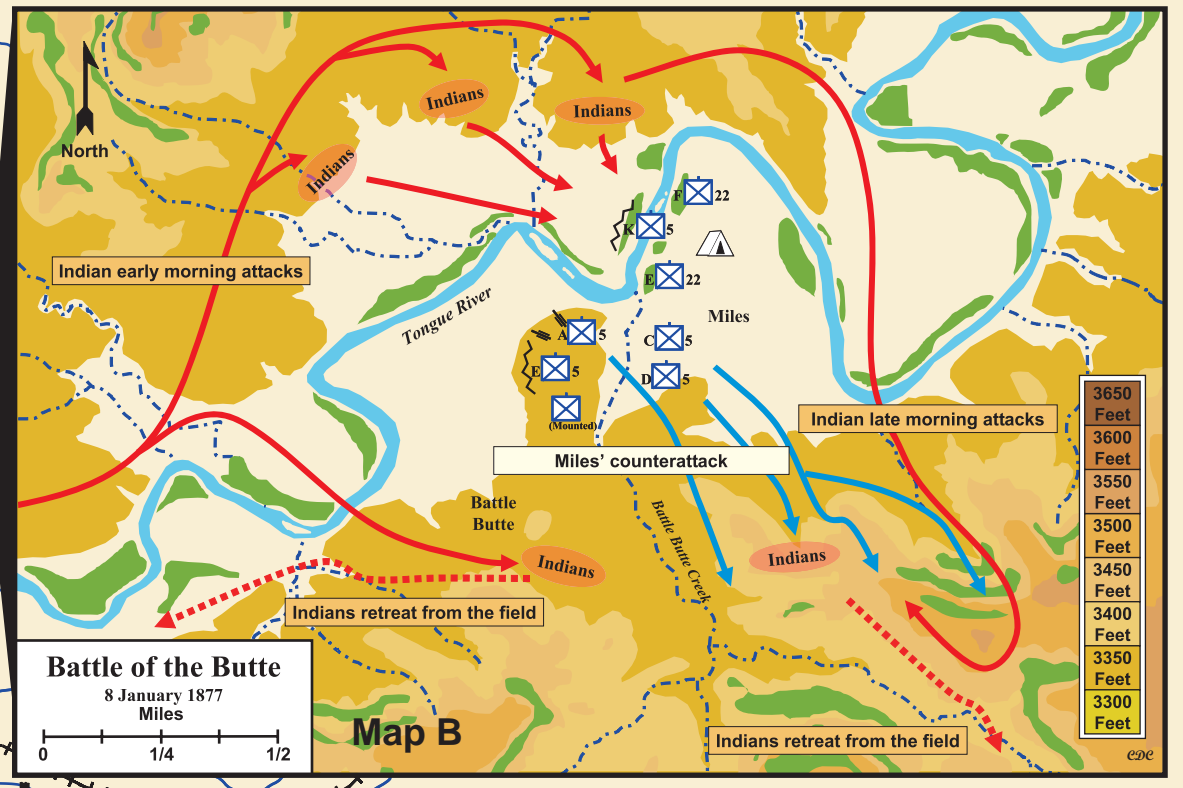 North
Indians
Indians
Indians
F 22
K 5
E 22
Indian early morning attacks
Tongue River
Miles
A 5
C 5
E 5
D 5
(Mounted)
Indian late morning attacks
Miles’ counterattack
Battle
Butte
Battle Butte Creek
Indians
Indians
Indians retreat from the field
Indians retreat from the field
3650
Feet
3600
Feet
3550
Feet
3500
Feet
3450
Feet
3400
Feet
3350
Feet
3300
Feet
Battle of the Butte
8 January 1877
Miles
0 1/4 1/2
Map B
CDC